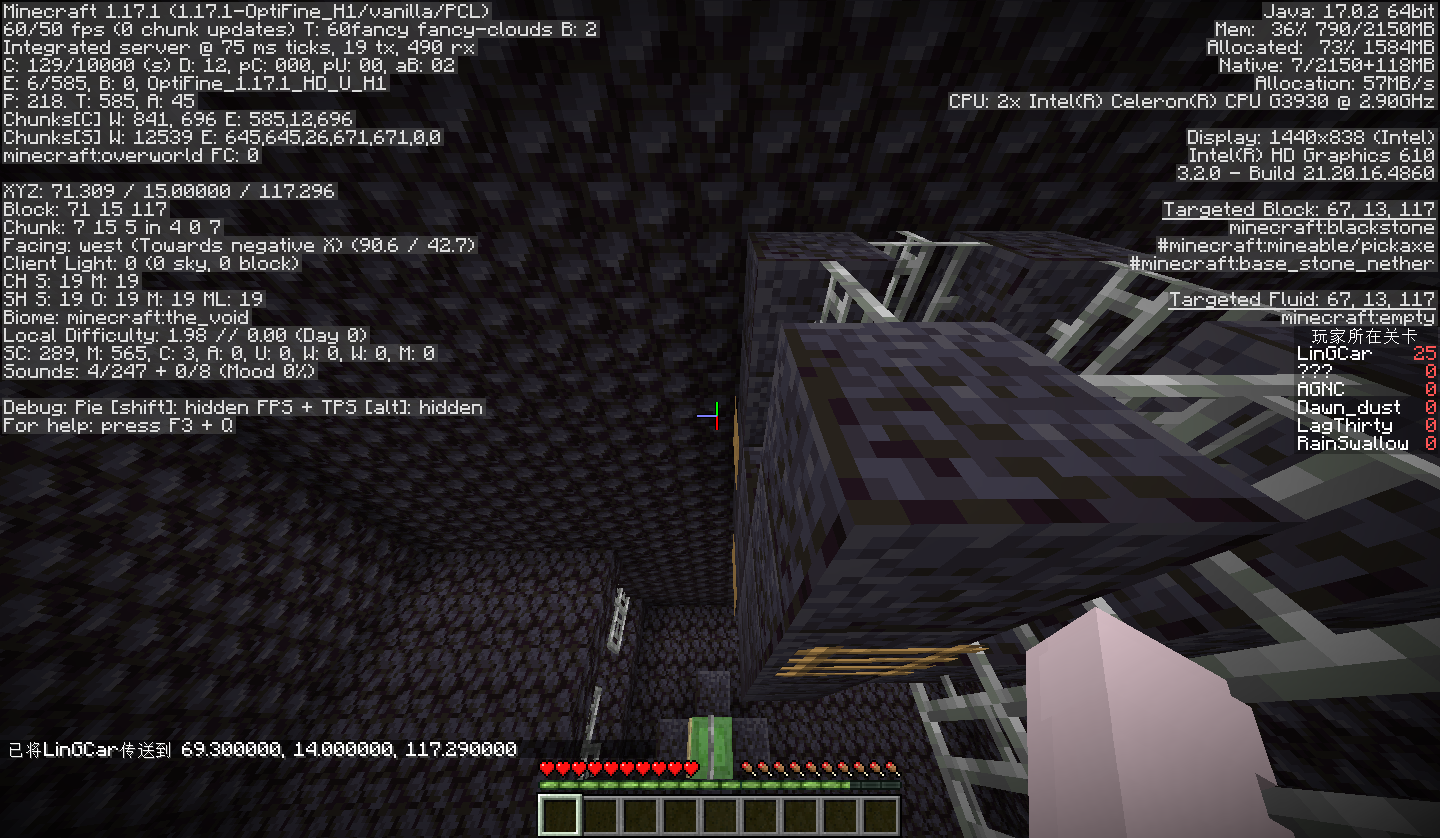 Minecraft 1.17.1 (1.17.1-OptiFine_H1/vanilla/PCL)
60/50 fps (0 chunk updates) T: 60fancy fancy-clouds B: 2
Integrated server @ 75 ms ticks, 19 tx, 490 rx
C: 129/10000 (s) D: 12, pC: 000, pU: 00, aB: 02
E: 6/585, B: 0, OptiFine_1.17.1_HD_U_H1
P: 218. T: 585, A: 45
Chunks[C] W: 841, 696 E: 585,12,696
Chunks[S] W: 12539 E: 645,645,26,671,671,0,0
minecraft:overworld FC: 0
XYZ: 71.309 / 15.00000 / 117.296
Block: 71 15 117
Chunk: 7 15 5 in 4 0 7
Facing: west (Towards negative X) (90.6 / 42.7)
Client Light: 0 (0 sky, 0 block)
CH S: 19 M: 19
SH S: 19 O: 19 M: 19 ML: 19
Biome: minecraft:the_void
Local Difficulty: 1.98 // 0.00 (Day 0)
SC: 289, M: 565, C: 3, A: 0, U: 0, W: 0, W: 0, M: 0
Sounds: 4/247 + 0/8 (Mood 0%)
Debug: Pie [shift]: hidden FPS + TPS [alt]: hidden
For help: press F3 + Q
Java: 17.0.2 64bit
Mem: 36% 790/2150MB
Allocated: 73% 1584MB
Native: 7/2150+118MB
Allocation: 57MB/s
CPU: 2x Intel(R) Celeron(R) CPU G3930 @ 2.90GHz
Display: 1440x838 (Intel)
Intel(R) HD Graphics 610
3.2.0 - Build 21.20.16.4860
Targeted Block: 67, 13, 117
minecraft:blackstone
#minecraft:mineable/pickaxe
#minecraft:base_stone_nether
Targeted Fluid: 67, 13, 117
minecraft:empty
玩家所在关卡
LinGCar 25
??? 0
AGNC 0
Dawn_dust 0
LagThirty 0
RainSwallow 0
已将LinGCar传送到 69.300000, 14.000000, 117.290000